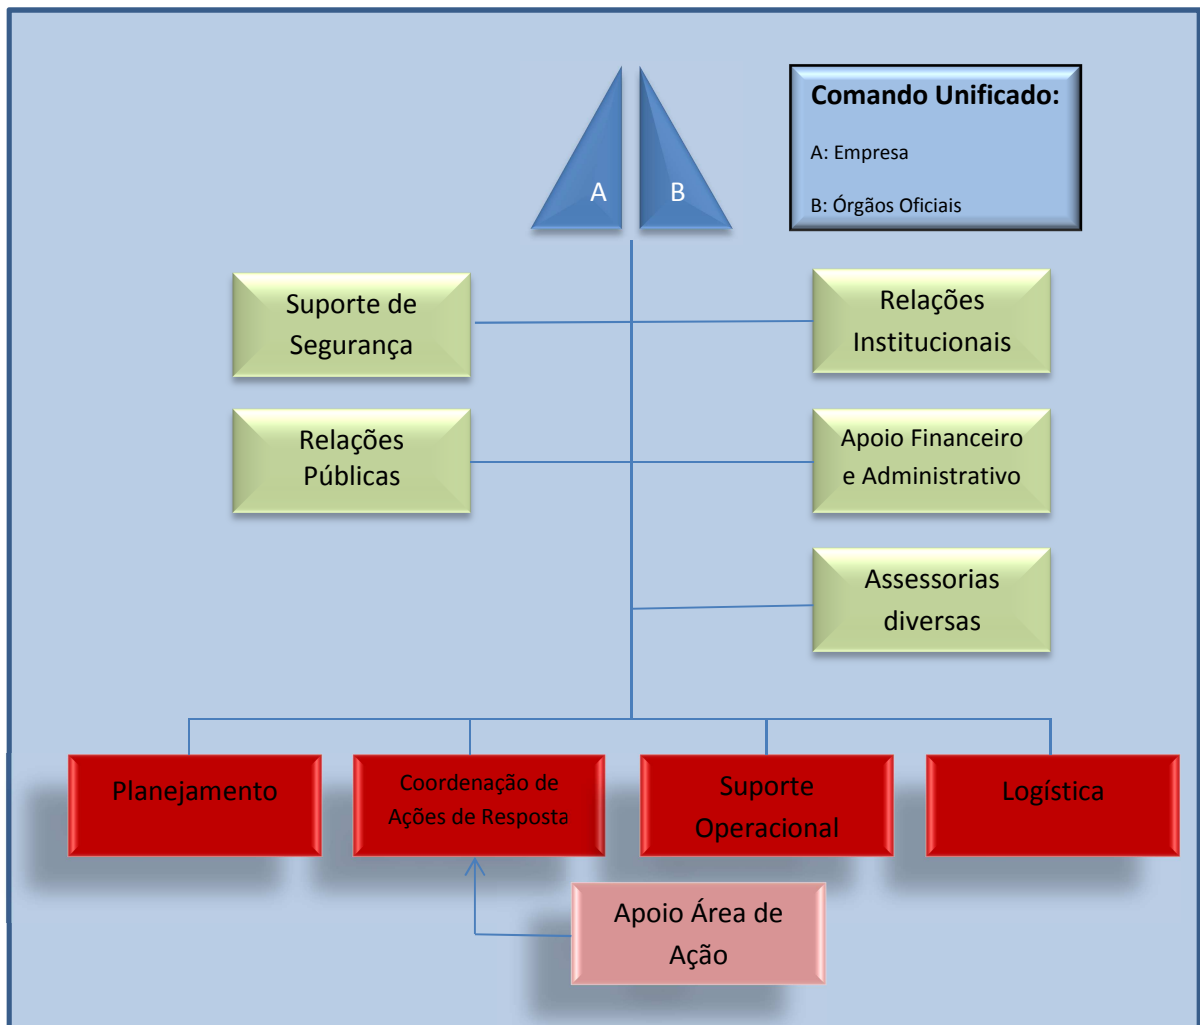 Comando Unificado:
A: Empresa
B: Órgãos Oficiais
A
B
Suporte de
Segurança
Relações
Institucionais
Relações
Públicas
Apoio Financeiro
e Administrativo
Assessorias
diversas
Planejamento
Coordenação de
Ações de Resposta
Suporte
Operacional
Logística
Apoio Área de
Ação